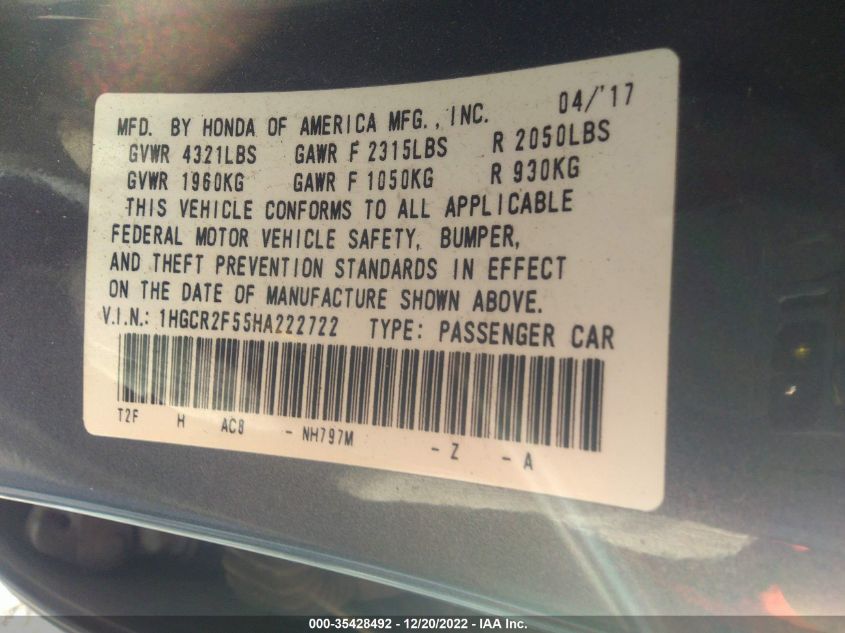 MFD. BY HONDA OF AMERICA MFG., INC. 04/'17
GVWR 4321LBS GAWR F 2315LBS R 2050LBS
GVWR 1960KG GAWR F 1050KG R 930KG
THIS VEHICLE CONFORMS TO ALL APPLICABLE
FEDERAL MOTOR VEHICLE SAFETY, BUMPER,
AND THEFT PREVENTION STANDARDS IN EFFECT
ON THE DATE OF MANUFACTURE SHOWN ABOVE.
V.I.N.: 1HGCR2F55HA222722 TYPE: PASSENGER CAR
T2F H AC8 - NH797M - Z - A
000-35428492 - 12/20/2022 - IAA Inc.